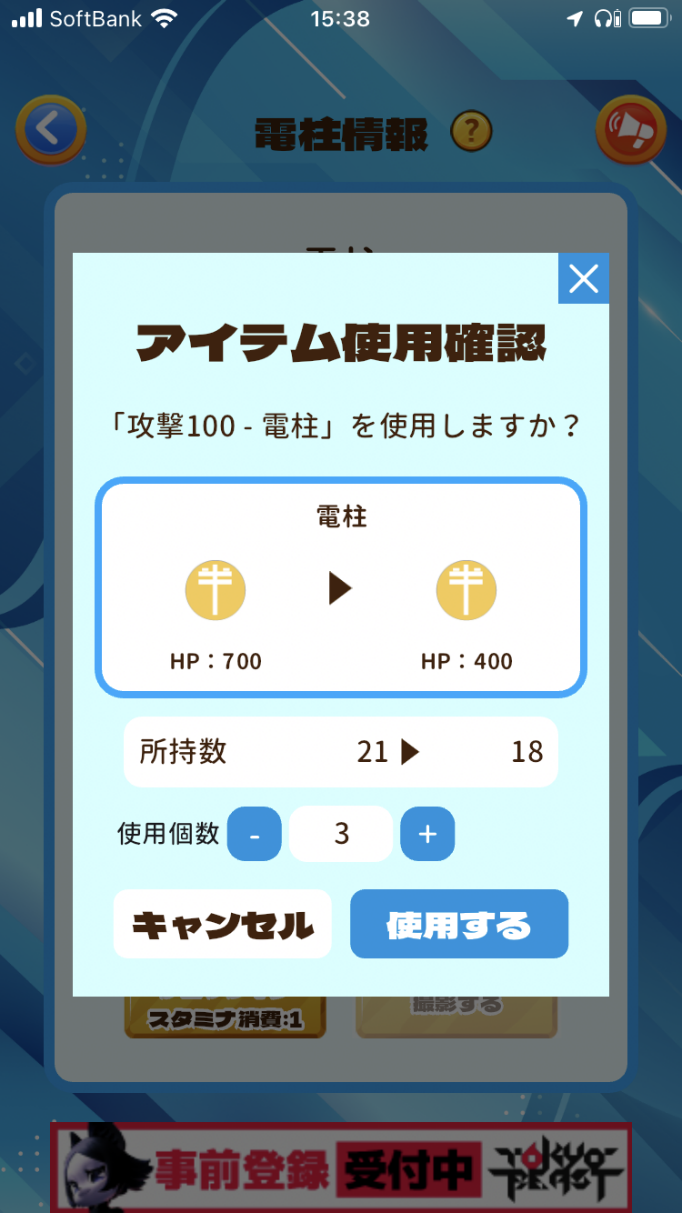 SoftBank 15:38
電柱情報 ?
アイテム使用確認
「攻撃100 - 電柱」を使用しますか？
電柱
HP：700 HP：400
所持数 21 18
使用個数 - 3 +
キャンセル 使用する
撮影する
スタミナ消費:1
事前登録 受付中 TOKYO BEAST